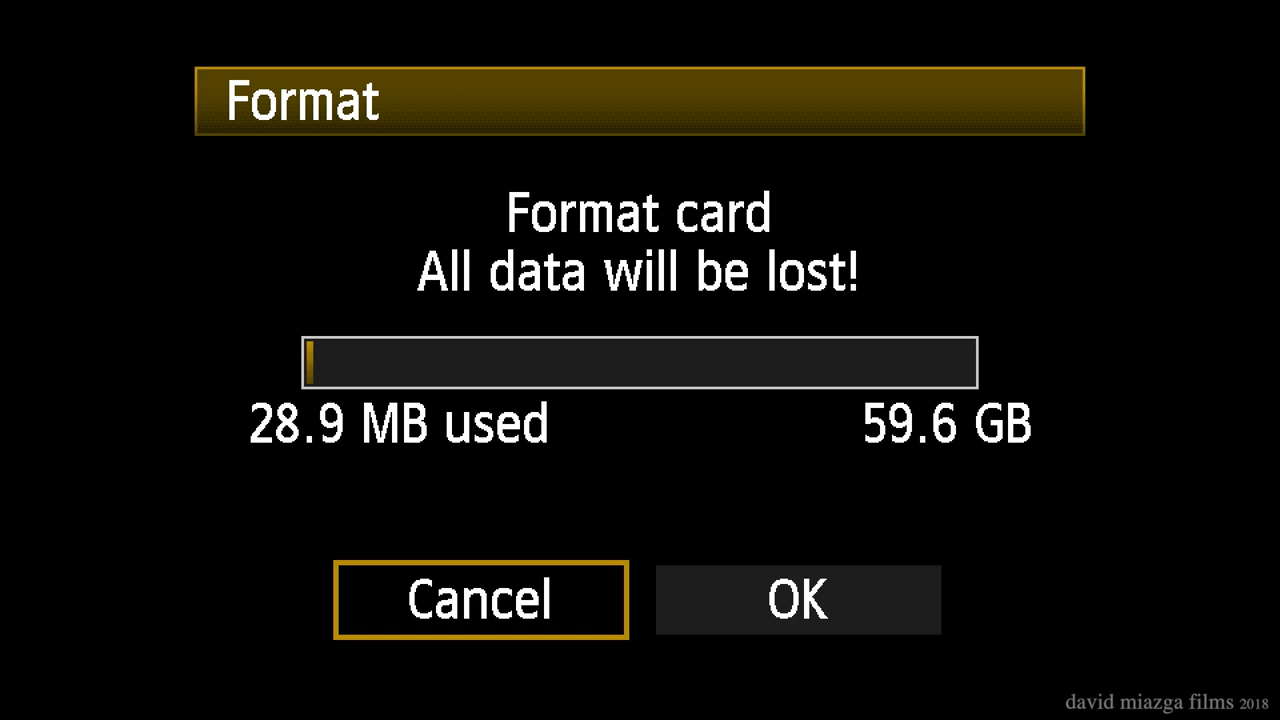 Format
Format card
All data will be lost!
28.9 MB used 59.6 GB
Cancel OK
david miazga films 2018